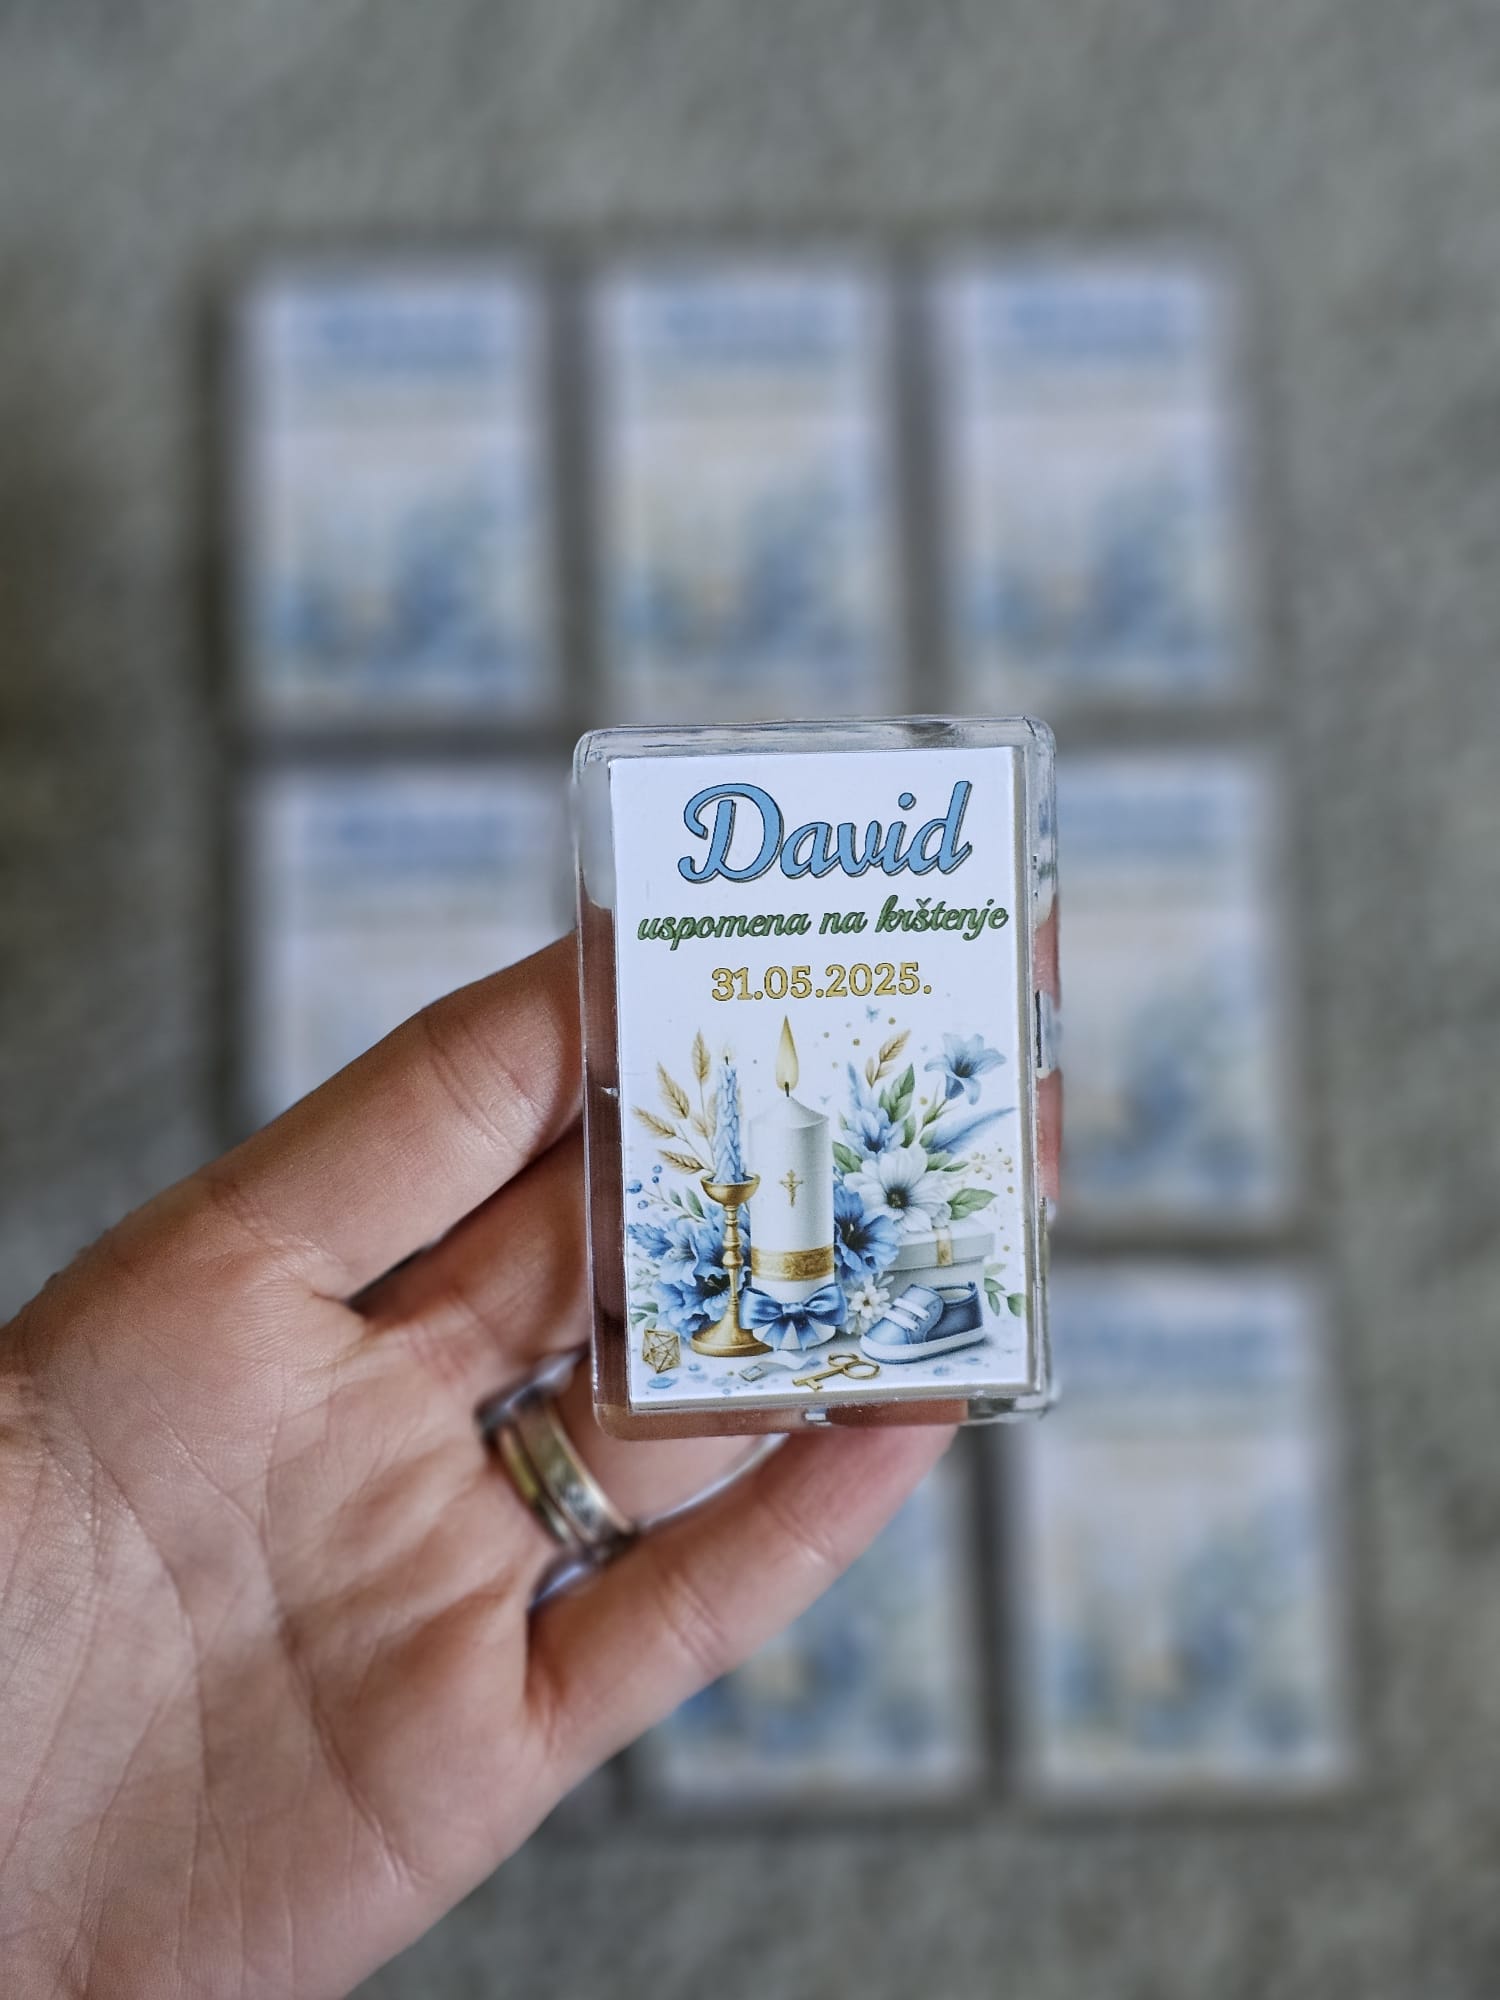 David
uspomena na krštenje
31.05.2025.